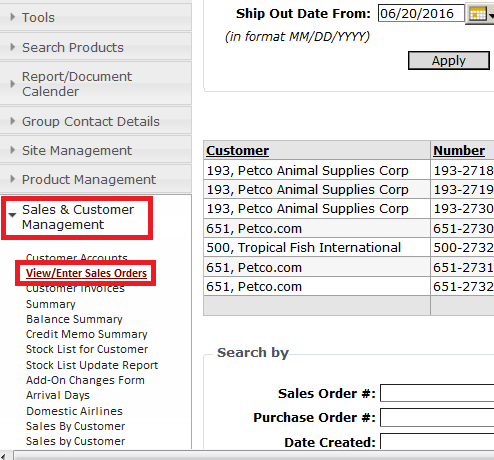 Tools
Search Products
Report/Document
Calender
Group Contact Details
Site Management
Product Management
Sales & Customer
Management
Customer Accounts
View/Enter Sales Orders
Customer Invoices
Summary
Balance Summary
Credit Memo Summary
Stock List for Customer
Stock List Update Report
Add-On Changes Form
Arrival Days
Domestic Airlines
Sales By Customer
Sales by Customer
Ship Out Date From: 06/20/2016
(in format MM/DD/YYYY)
Apply
Customer Number
193, Petco Animal Supplies Corp 193-2718
193, Petco Animal Supplies Corp 193-2719
193, Petco Animal Supplies Corp 193-2730
651, Petco.com 651-2730
500, Tropical Fish International 500-2732
651, Petco.com 651-2731
651, Petco.com 651-2732
Search by
Sales Order #:
Purchase Order #:
Date Created: